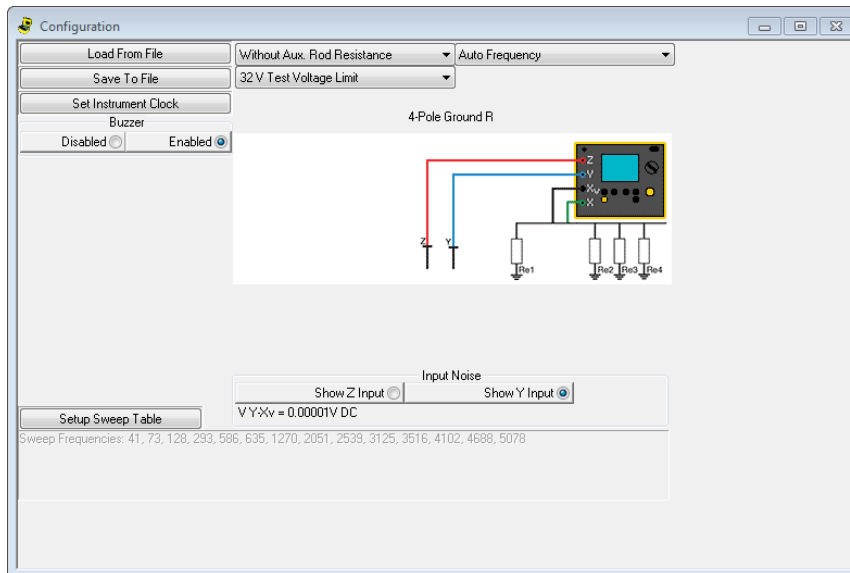 Configuration
Load From File
Without Aux. Rod Resistance
Auto Frequency
Save To File
32 V Test Voltage Limit
Set Instrument Clock
Buzzer
4-Pole Ground R
Disabled
Enabled
Z
Y
Xv
X
Z
Y
Re1
Re2
Re3
Re4
Input Noise
Show Z Input
Show Y Input
Setup Sweep Table
V Y-Xv = 0.00001V DC
Sweep Frequencies: 41, 73, 128, 293, 586, 635, 1270, 2051, 2539, 3125, 3516, 4102, 4688, 5078